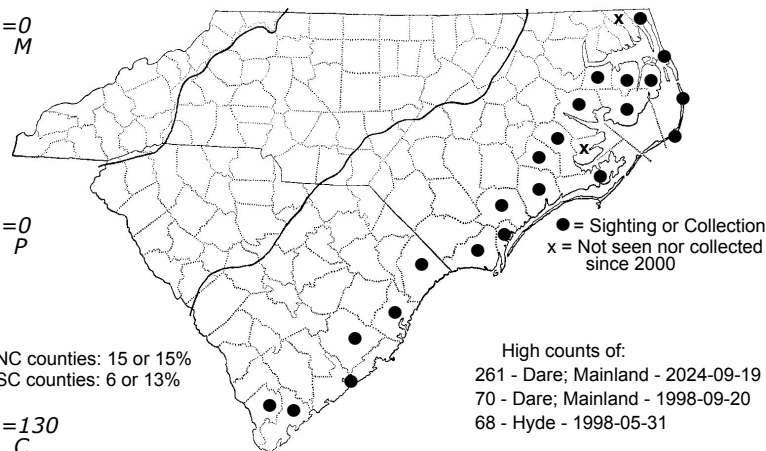 =0
M
=0
P
● = Sighting or Collection
x = Not seen nor collected
since 2000
NC counties: 15 or 15%
SC counties: 6 or 13%
High counts of:
261 - Dare; Mainland - 2024-09-19
70 - Dare; Mainland - 1998-09-20
68 - Hyde - 1998-05-31
=130
C